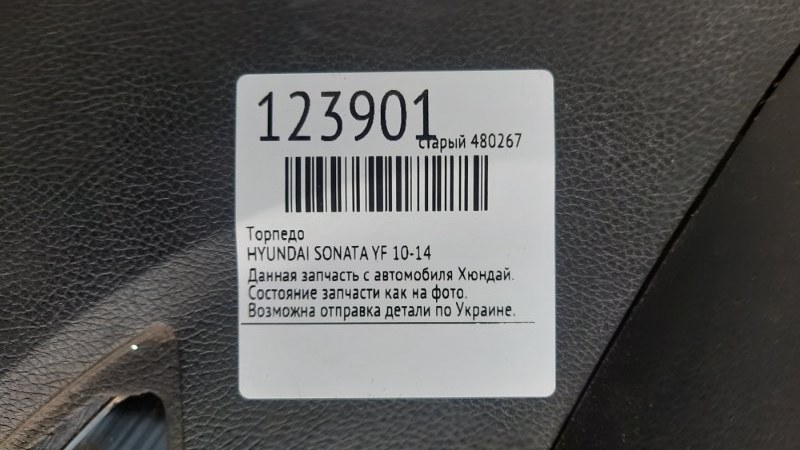 123901
старый 480267
Торпедо
HYUNDAI SONATA YF 10-14
Данная запчасть с автомобиля Хюндай.
Состояние запчасти как на фото.
Возможна отправка детали по Украине.